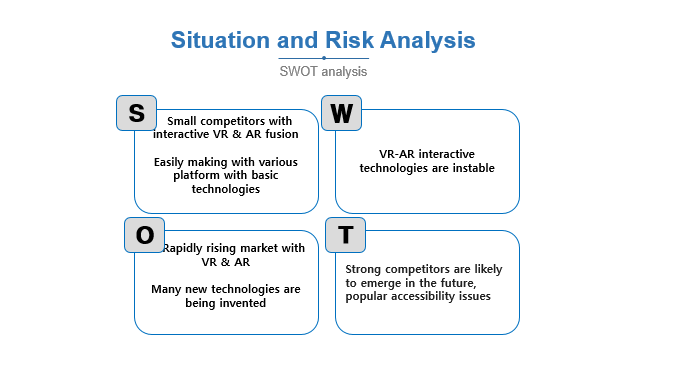 Situation and Risk Analysis
SWOT analysis
S
Small competitors with
interactive VR & AR fusion
Easily making with various
platform with basic
technologies
W
VR-AR interactive
technologies are instable
O
Rapidly rising market with
VR & AR
Many new technologies are
being invented
T
Strong competitors are likely
to emerge in the future,
popular accessibility issues